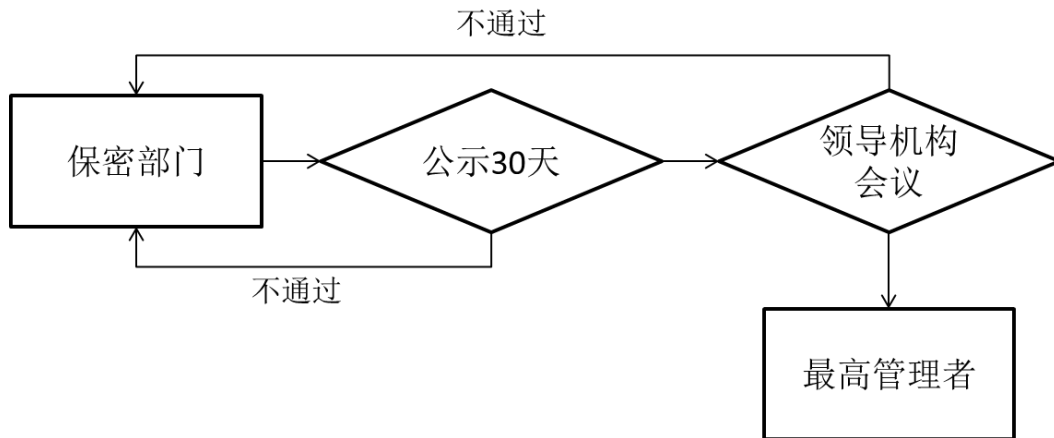 不通过
保密部门
公示30天
领导机构
会议
不通过
最高管理者